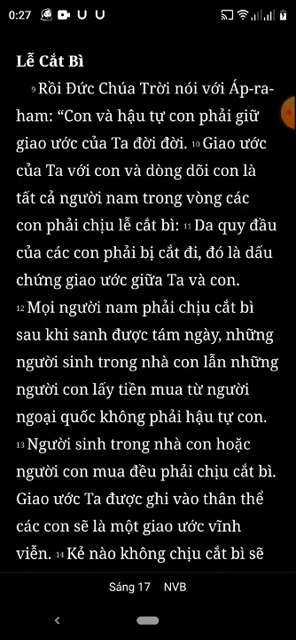 0:27
Lễ Cắt Bì
9 Rồi Đức Chúa Trời nói với Áp-ra-
ham: “Con và hậu tự con phải giữ
giao ước của Ta đời đời. 10 Giao ước
của Ta với con và dòng dõi con là
tất cả người nam trong vòng các
con phải chịu lễ cắt bì: 11 Da quy đầu
của các con phải bị cắt đi, đó là dấu
chứng giao ước giữa Ta và con.
12 Mọi người nam phải chịu cắt bì
sau khi sanh được tám ngày, những
người sinh trong nhà con lẫn những
người con lấy tiền mua từ người
ngoại quốc không phải hậu tự con.
13 Người sinh trong nhà con hoặc
người con mua đều phải chịu cắt bì.
Giao ước Ta được ghi vào thân thể
các con sẽ là một giao ước vĩnh
viễn. 14 Kẻ nào không chịu cắt bì sẽ
Sáng 17 NVB